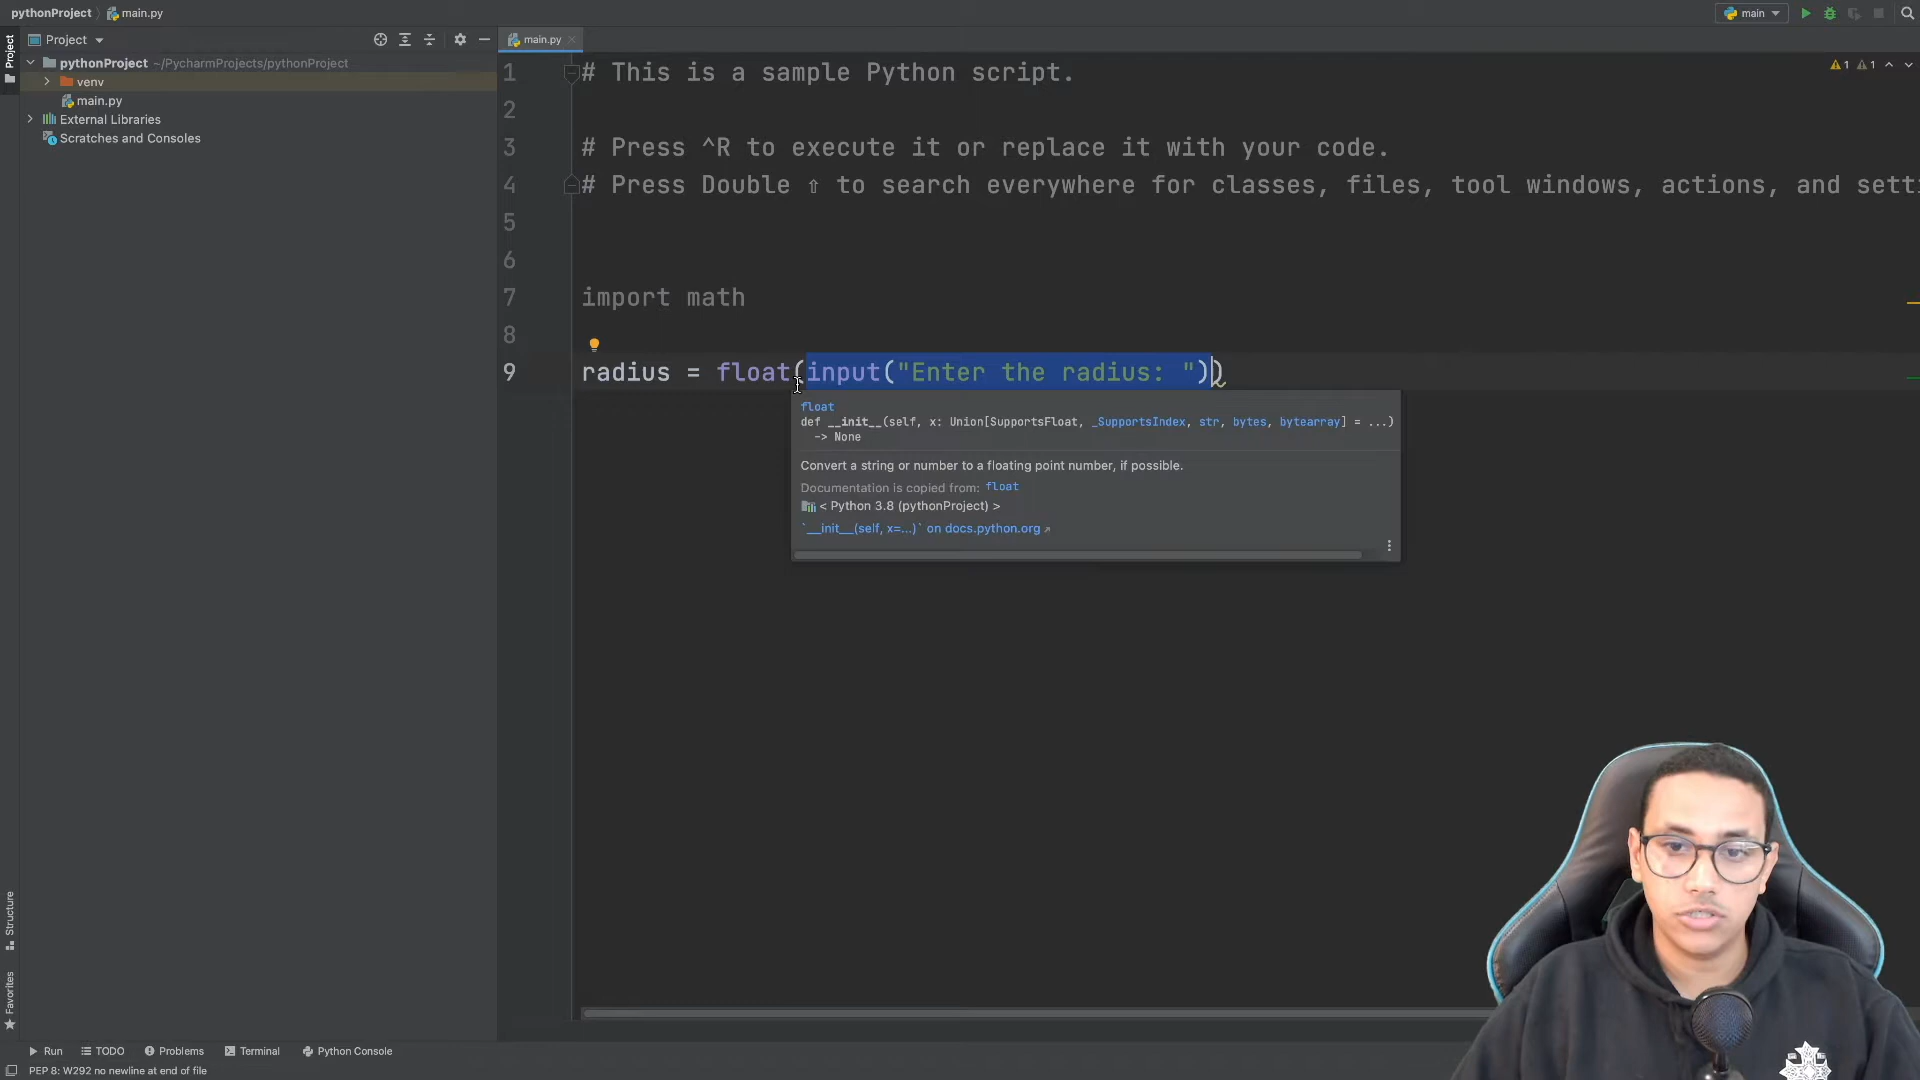 pythonProject main.py
main
Project
Project
main.py
pythonProject ~/PycharmProjects/pythonProject
venv
main.py
External Libraries
Scratches and Consoles
1 # This is a sample Python script.
1 1
2
3 # Press ^R to execute it or replace it with your code.
4 # Press Double ⇧ to search everywhere for classes, files, tool windows, actions, and setti
5
6
7 import math
8
9 radius = float(input("Enter the radius: "))
float
def __init__(self, x: Union[SupportsFloat, _SupportsIndex, str, bytes, bytearray] = ...)
-> None
Convert a string or number to a floating point number, if possible.
Documentation is copied from: float
< Python 3.8 (pythonProject) >
`__init__(self, x=...)` on docs.python.org ↗
Structure
Favorites
Run TODO Problems Terminal Python Console
PEP 8: W292 no newline at end of file